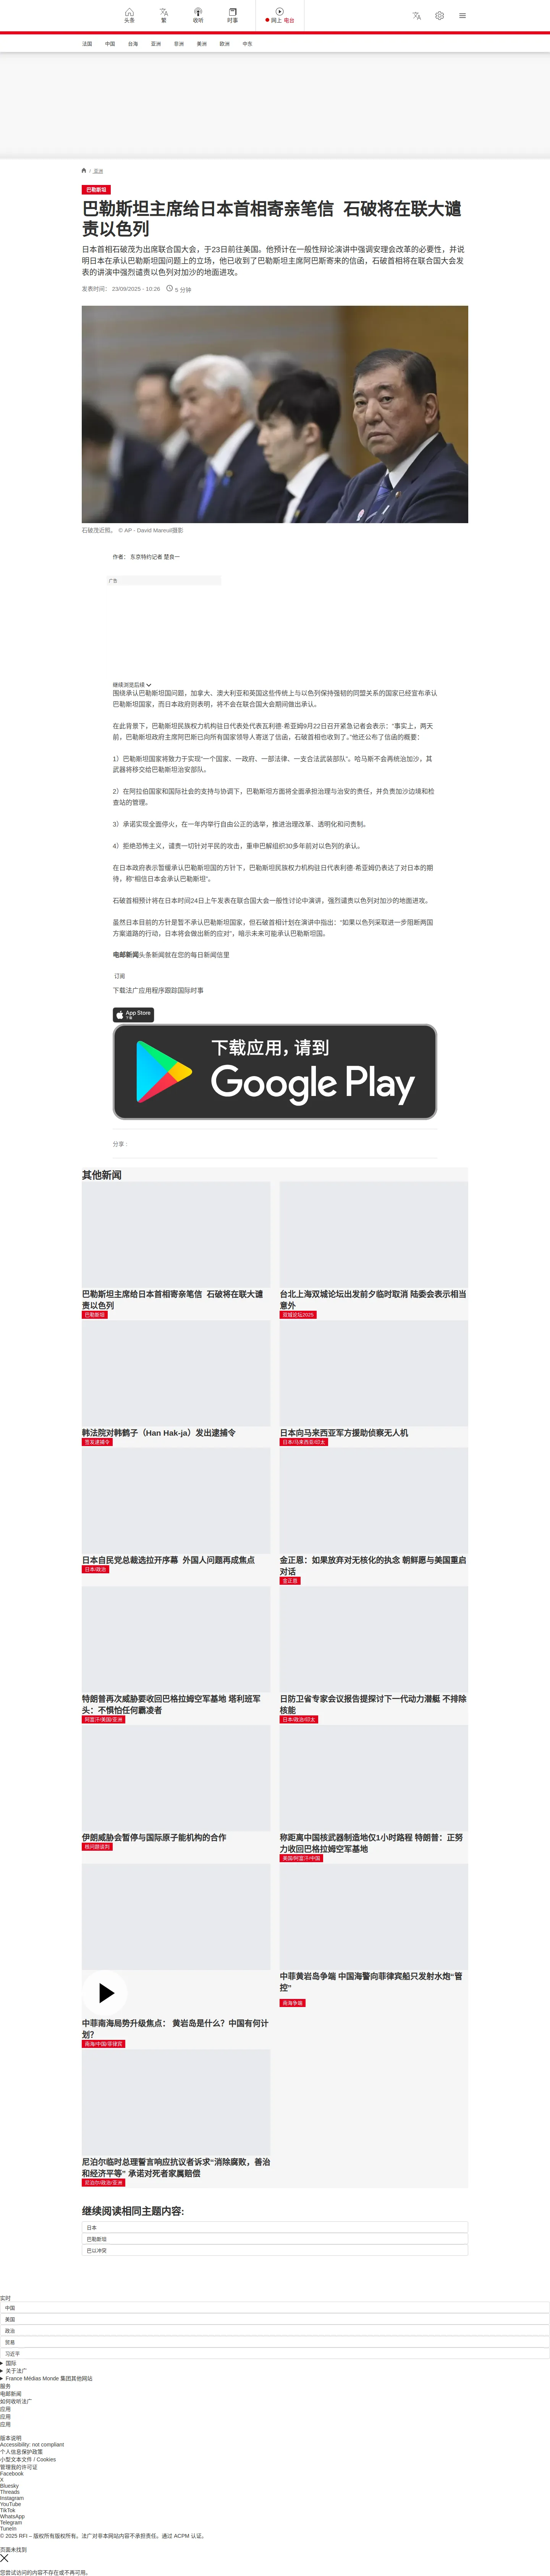 头条
繁
收听
时事
网上 电台
法国 中国 台海 亚洲 非洲 美洲 欧洲 中东
/ 亚洲
巴勒斯坦
巴勒斯坦主席给日本首相寄亲笔信 石破将在联大谴
责以色列
日本首相石破茂为出席联合国大会，于23日前往美国。他预计在一般性辩论演讲中强调安理会改革的必要性，并说
明日本在承认巴勒斯坦国问题上的立场，他已收到了巴勒斯坦主席阿巴斯寄来的信函，石破首相将在联合国大会发
表的讲演中强烈谴责以色列对加沙的地面进攻。
发表时间： 23/09/2025 - 10:26 5 分钟
石破茂近照。 © AP - David Mareuil摄影
作者： 东京特约记者 楚良一
广告
继续浏览后续
围绕承认巴勒斯坦国问题，加拿大、澳大利亚和英国这些传统上与以色列保持强韧的同盟关系的国家已经宣布承认
巴勒斯坦国家，而日本政府则表明，将不会在联合国大会期间做出承认。
在此背景下，巴勒斯坦民族权力机构驻日代表处代表瓦利德·希亚姆9月22日召开紧急记者会表示：“事实上，两天
前，巴勒斯坦政府主席阿巴斯已向所有国家领导人寄送了信函，石破首相也收到了。”他还公布了信函的概要：
1）巴勒斯坦国家将致力于实现“一个国家、一政府、一部法律、一支合法武装部队”。哈马斯不会再统治加沙，其
武器将移交给巴勒斯坦治安部队。
2）在阿拉伯国家和国际社会的支持与协调下，巴勒斯坦方面将全面承担治理与治安的责任，并负责加沙边境和检
查站的管理。
3）承诺实现全面停火，在一年内举行自由公正的选举，推进治理改革、透明化和问责制。
4）拒绝恐怖主义，谴责一切针对平民的攻击，重申巴解组织30多年前对以色列的承认。
在日本政府表示暂缓承认巴勒斯坦国的方针下，巴勒斯坦民族权力机构驻日代表利德·希亚姆仍表达了对日本的期
待，称“相信日本会承认巴勒斯坦”。
石破首相预计将在日本时间24日上午发表在联合国大会一般性讨论中演讲，强烈谴责以色列对加沙的地面进攻。
虽然日本目前的方针是暂不承认巴勒斯坦国家，但石破首相计划在演讲中指出：“如果以色列采取进一步阻断两国
方案道路的行动，日本将会做出新的应对”，暗示未来可能承认巴勒斯坦国。
电邮新闻头条新闻就在您的每日新闻信里
订阅
下载法广应用程序跟踪国际时事
App Store
下载
下载应用，请到
Google Play
分享 :
其他新闻
巴勒斯坦主席给日本首相寄亲笔信 石破将在联大谴
责以色列
巴勒斯坦
台北上海双城论坛出发前夕临时取消 陆委会表示相当
意外
双城论坛2025
韩法院对韩鹤子（Han Hak-ja）发出逮捕令
签发逮捕令
日本向马来西亚军方援助侦察无人机
日本/马来西亚/印太
日本自民党总裁选拉开序幕 外国人问题再成焦点
日本/政治
金正恩：如果放弃对无核化的执念 朝鲜愿与美国重启
对话
金正恩
特朗普再次威胁要收回巴格拉姆空军基地 塔利班军
头：不惧怕任何霸凌者
阿富汗/美国/亚洲
日防卫省专家会议报告提探讨下一代动力潜艇 不排除
核能
日本/政治/印太
伊朗威胁会暂停与国际原子能机构的合作
核问题谈判
称距离中国核武器制造地仅1小时路程 特朗普：正努
力收回巴格拉姆空军基地
美国/阿富汗/中国
中菲南海局势升级焦点： 黄岩岛是什么？中国有何计
划？
南海/中国/菲律宾
中菲黄岩岛争端 中国海警向菲律宾船只发射水炮“管
控”
南海争端
尼泊尔临时总理誓言响应抗议者诉求“消除腐败，善治
和经济平等” 承诺对死者家属赔偿
尼泊尔/政治/亚洲
继续阅读相同主题内容:
日本
巴勒斯坦
巴以冲突
实时
中国
美国
政治
贸易
习近平
国际
关于法广
France Médias Monde 集团其他网站
服务
电邮新闻
如何收听法广
应用
应用
应用
版本说明
Accessibility: not compliant
个人信息保护政策
小型文本文件 / Cookies
管理我的许可证
Facebook
X
Bluesky
Threads
Instagram
YouTube
TikTok
WhatsApp
Telegram
TuneIn
© 2025 RFI – 版权所有版权所有。法广对非本网站内容不承担责任。通过 ACPM 认证。
页面未找到
您尝试访问的内容不存在或不再可用。